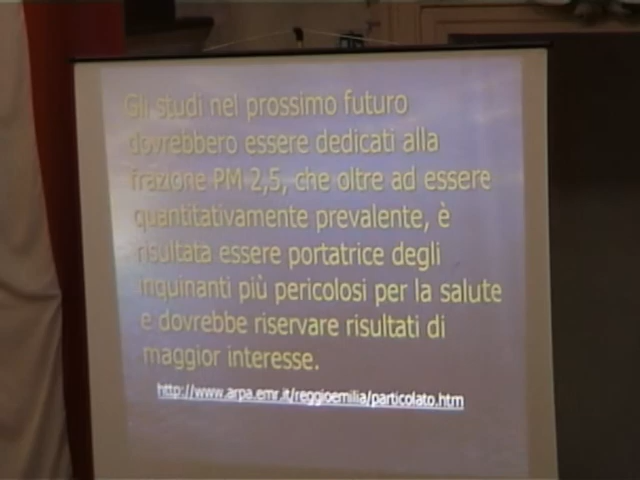 Gli studi nel prossimo futuro
dovrebbero essere dedicati alla
frazione PM 2,5, che oltre ad essere
quantitativamente prevalente, è
risultata essere portatrice degli
inquinanti più pericolosi per la salute
e dovrebbe riservare risultati di
maggior interesse.
http://www.arpa.emr.it/reggioemilia/particolato.htm